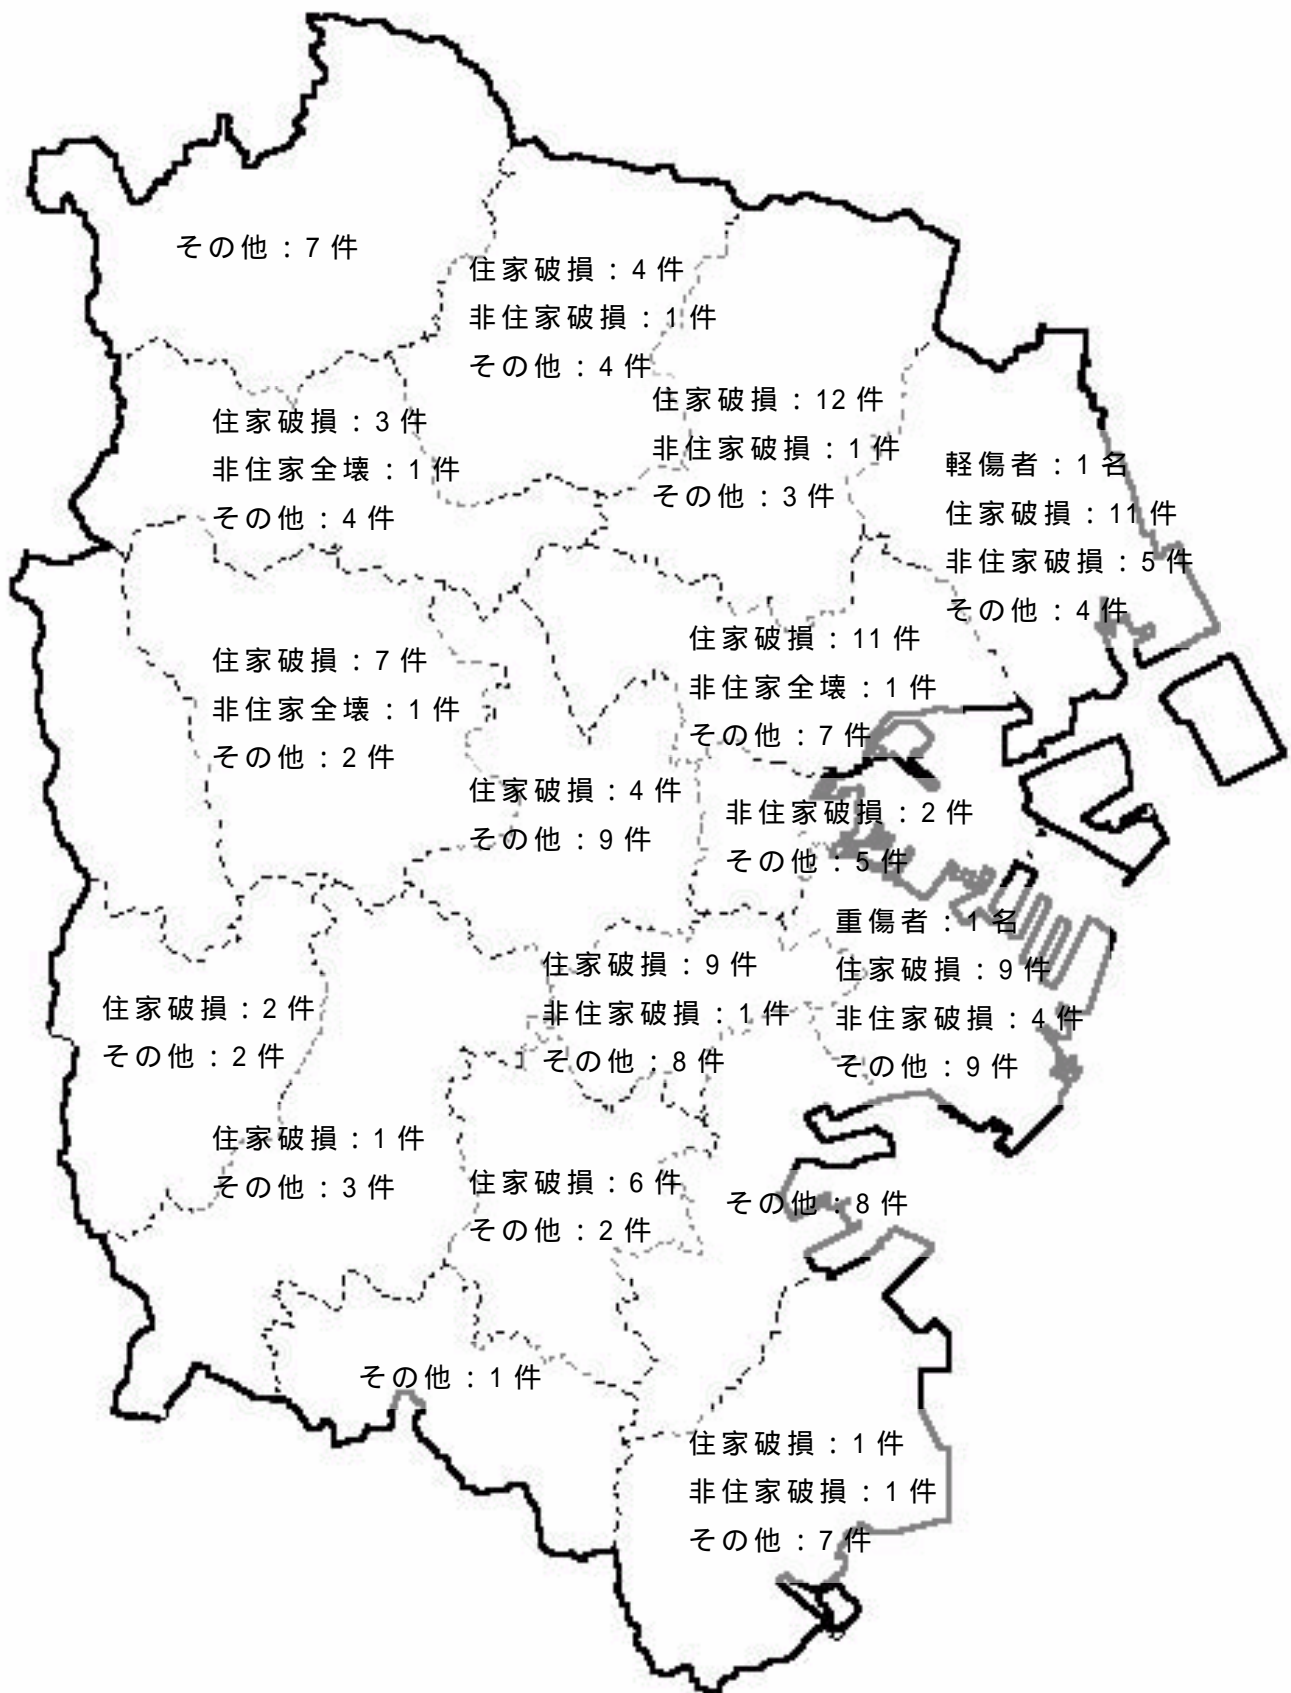 その他：7件
住家破損：4件
非住家破損：1件
その他：4件
住家破損：12件
非住家破損：1件
その他：3件
住家破損：3件
非住家全壊：1件
その他：4件
軽傷者：1名
住家破損：11件
非住家破損：5件
その他：4件
住家破損：11件
非住家全壊：1件
その他：7件
住家破損：7件
非住家全壊：1件
その他：2件
住家破損：4件
その他：9件
非住家破損：2件
その他：5件
重傷者：1名
住家破損：9件
非住家破損：4件
その他：9件
住家破損：9件
非住家破損：1件
その他：8件
住家破損：2件
その他：2件
住家破損：1件
その他：3件
住家破損：6件
その他：2件
その他：8件
その他：1件
住家破損：1件
非住家破損：1件
その他：7件